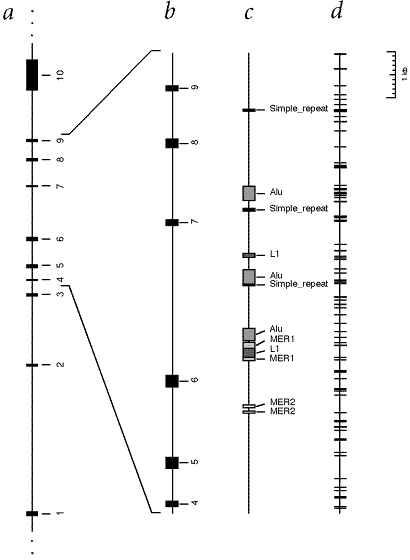 a
b
c
d
10
9
8
7
6
5
4
3
2
1
9
8
7
6
5
4
Simple_repeat
Alu
Simple_repeat
L1
Alu
Simple_repeat
Alu
MER1
L1
MER1
MER2
MER2
1 kb